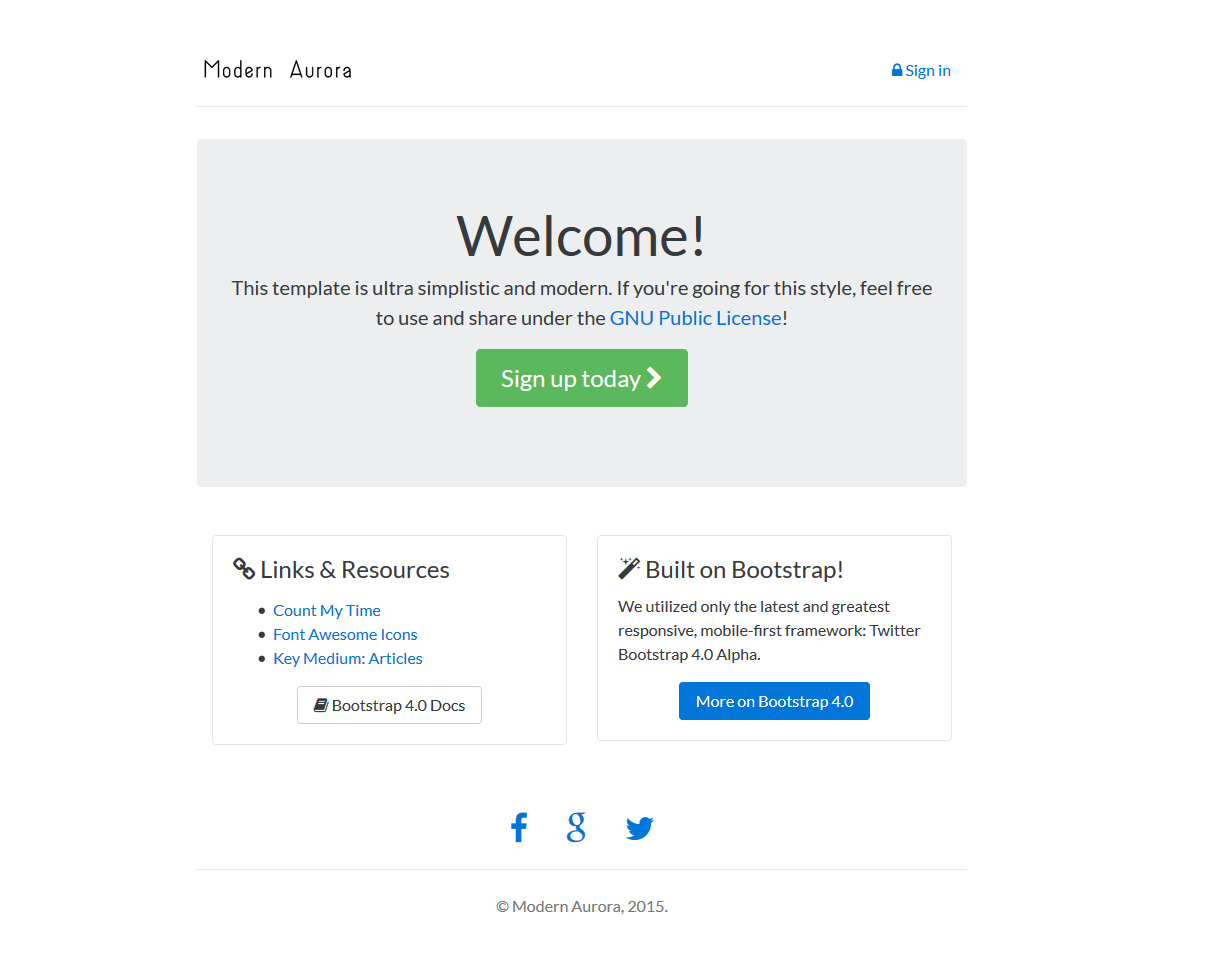 Modern Aurora
Sign in
Welcome!
This template is ultra simplistic and modern. If you're going for this style, feel free
to use and share under the GNU Public License!
Sign up today
Links & Resources
Count My Time
Font Awesome Icons
Key Medium: Articles
Bootstrap 4.0 Docs
Built on Bootstrap!
We utilized only the latest and greatest
responsive, mobile-first framework: Twitter
Bootstrap 4.0 Alpha.
More on Bootstrap 4.0
© Modern Aurora, 2015.